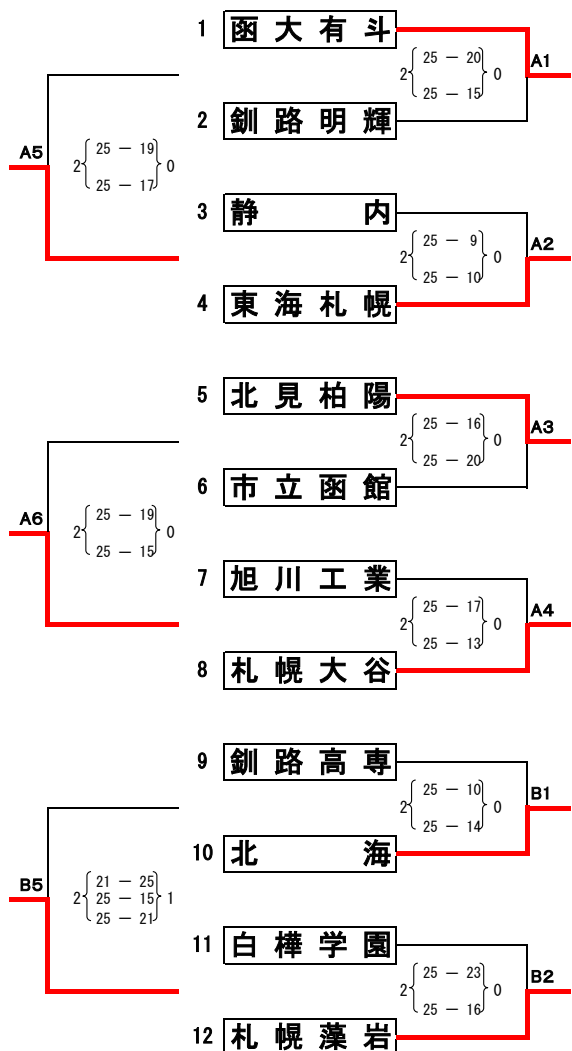 1 函大有斗
25 － 20
2 0 A1
25 － 15
2 釧路明輝
A5
25 － 19
2 0
25 － 17
3 静内
25 － 9
2 0 A2
25 － 10
4 東海札幌
5 北見柏陽
25 － 16
2 0 A3
25 － 20
6 市立函館
A6
25 － 19
2 0
25 － 15
7 旭川工業
25 － 17
2 0 A4
25 － 13
8 札幌大谷
9 釧路高専
25 － 10
2 0 B1
25 － 14
10 北海
B5
21 － 25
2 25 － 15 1
25 － 21
11 白樺学園
25 － 23
2 0 B2
25 － 16
12 札幌藻岩